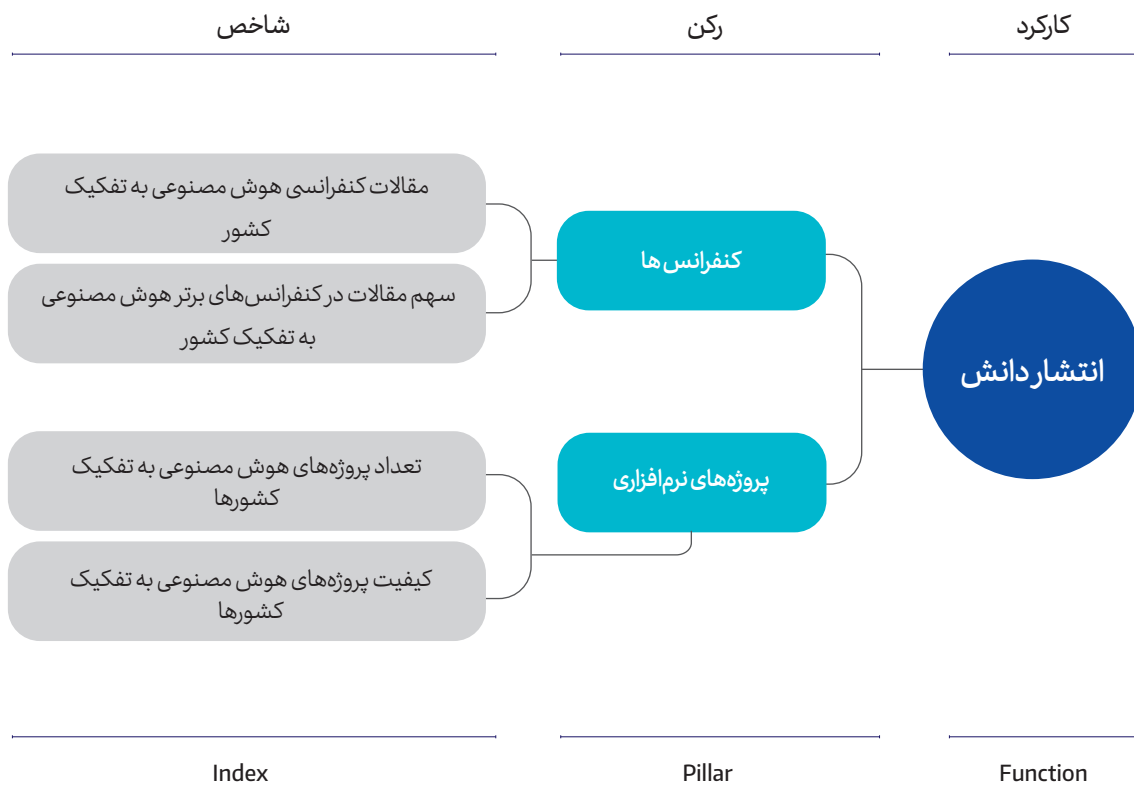 کارکرد
رکن
شاخص
انتشار دانش
کنفرانس ها
مقالات کنفرانسی هوش مصنوعی به تفکیک
کشور
سهم مقالات در کنفرانس‌های برتر هوش مصنوعی
به تفکیک کشور
پروژه‌های نرم‌افزاری
تعداد پروژه‌های هوش مصنوعی به تفکیک
کشورها
کیفیت پروژه‌های هوش مصنوعی به تفکیک
کشورها
Function
Pillar
Index